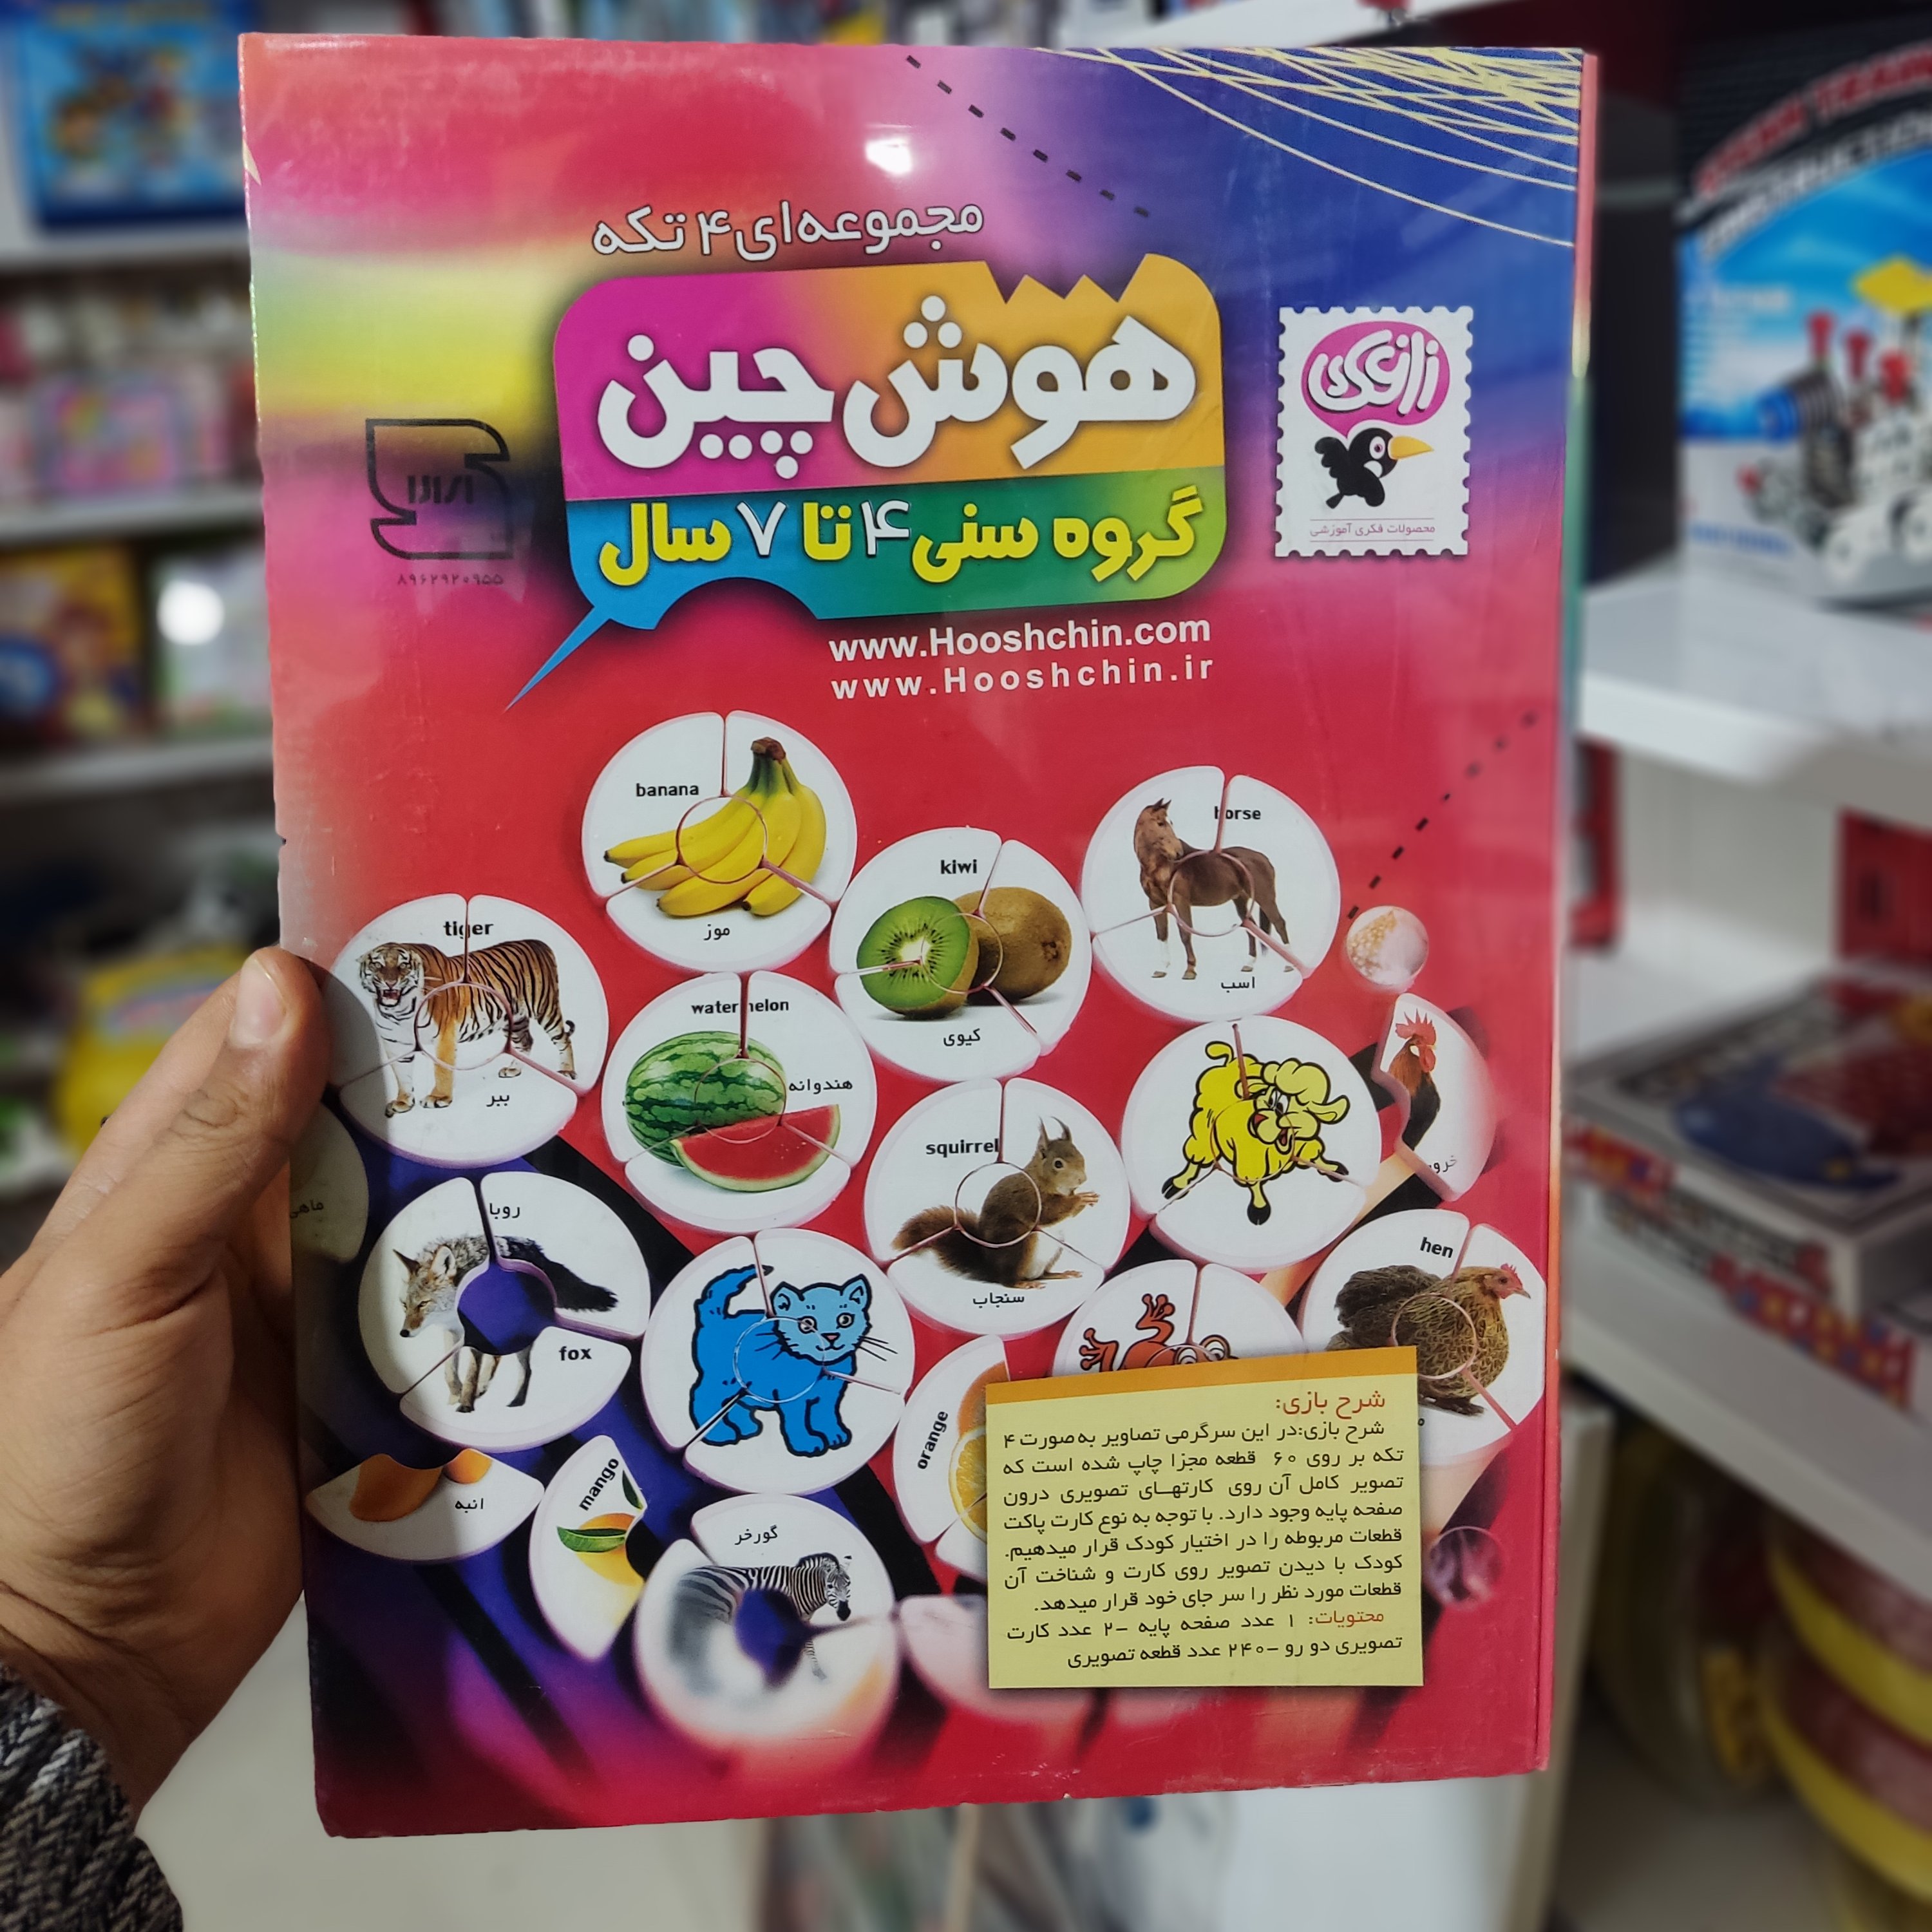 مجموعه‌ای ۴ تکه
هوش چین
گروه سنی ۴ تا ۷ سال
زاغکی
محصولات فکری آموزشی
۸۹۶۲۹۲۰۹۵۵
www.Hooshchin.com
www.Hooshchin.ir
banana
موز
kiwi
کیوی
horse
اسب
tiger
ببر
watermelon
هندوانه
squirrel
سنجاب
ماهی
روبا
fox
hen
orange
mango
انبه
گورخر
شرح بازی:
شرح بازی:در این سرگرمی تصاویر به صورت ۴
تکه بر روی ۶۰ قطعه مجزا چاپ شده است که
تصویر کامل آن روی کارتهـای تصویری درون
صفحه پایه وجود دارد. با توجه به نوع کارت پاکت
قطعات مربوطه را در اختیار کودک قرار میدهیم.
کودک با دیدن تصویر روی کارت و شناخت آن
قطعات مورد نظر را سر جای خود قرار میدهد.
محتویات: ۱ عدد صفحه پایه -۲ عدد کارت
تصویری دو رو -۲۴۰ عدد قطعه تصویری